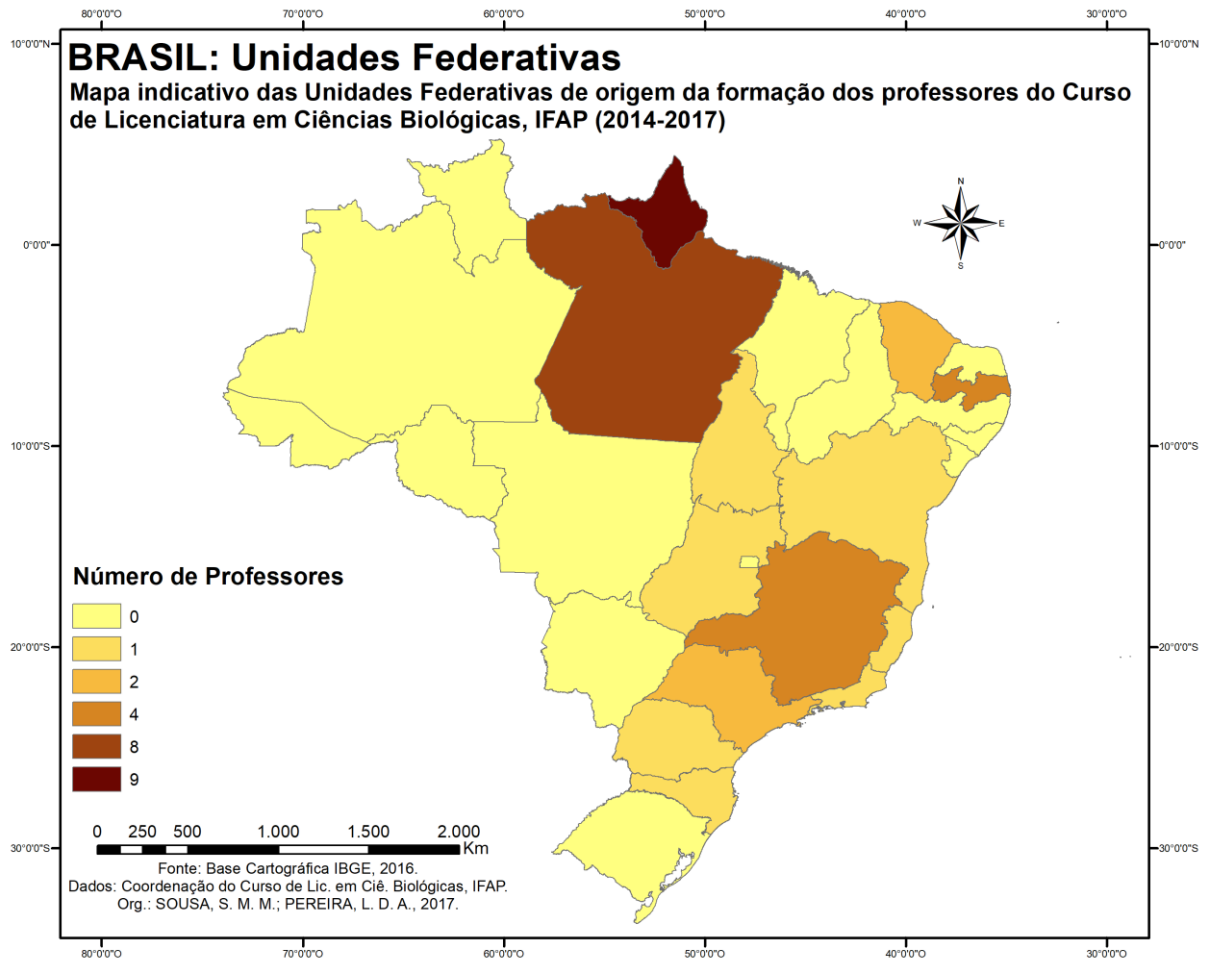 80°0'0"O 70°0'0"O 60°0'0"O 50°0'0"O 40°0'0"O 30°0'0"O
10°0'0"N 10°0'0"N
BRASIL: Unidades Federativas
Mapa indicativo das Unidades Federativas de origem da formação dos professores do Curso
de Licenciatura em Ciências Biológicas, IFAP (2014-2017)
N
W E
S
0°0'0" 0°0'0"
10°0'0"S 10°0'0"S
Número de Professores
0
1
20°0'0"S 20°0'0"S
2
4
8
9
0 250 500 1.000 1.500 2.000
Km
30°0'0"S 30°0'0"S
Fonte: Base Cartográfica IBGE, 2016.
Dados: Coordenação do Curso de Lic. em Ciê. Biológicas, IFAP.
Org.: SOUSA, S. M. M.; PEREIRA, L. D. A., 2017.
80°0'0"O 70°0'0"O 60°0'0"O 50°0'0"O 40°0'0"O 30°0'0"O